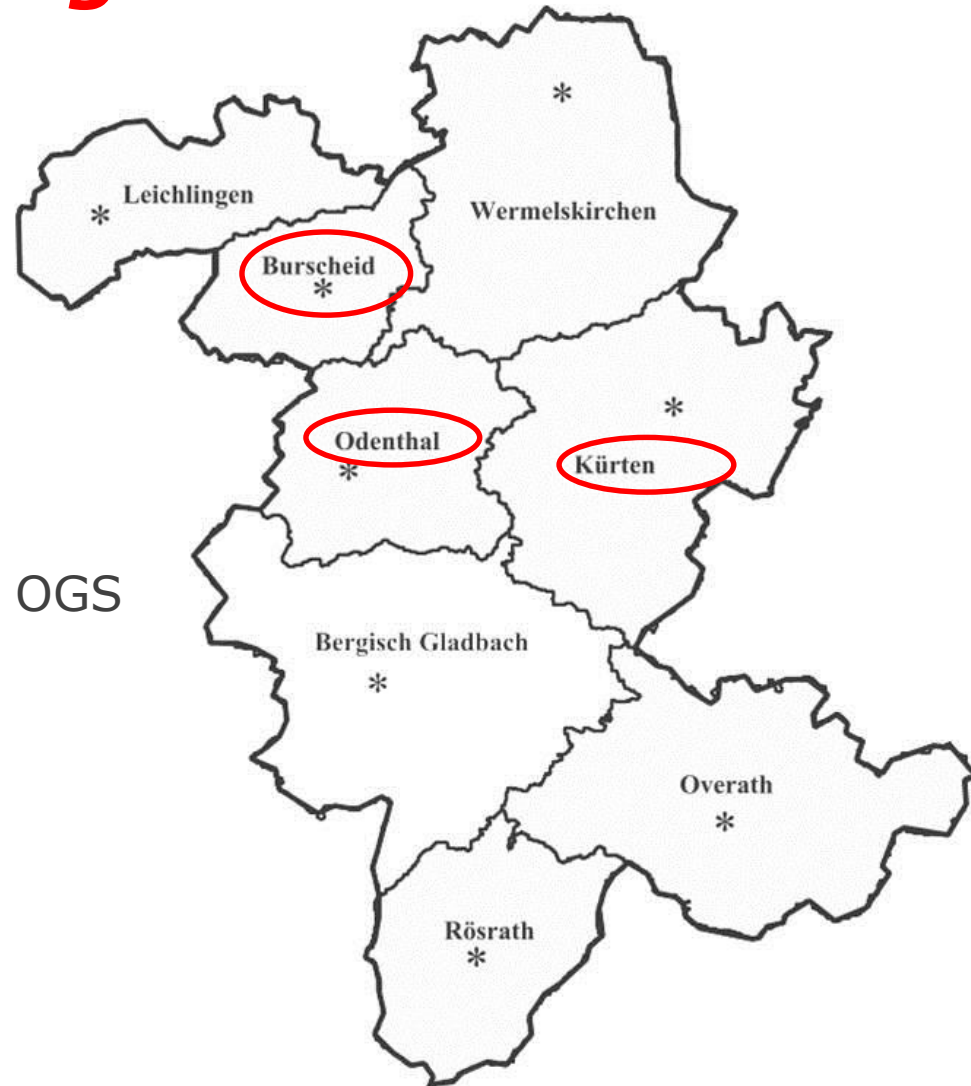 Leichlingen
Wermelskirchen
Burscheid
Odenthal
Kürten
OGS
Bergisch Gladbach
Overath
Rösrath